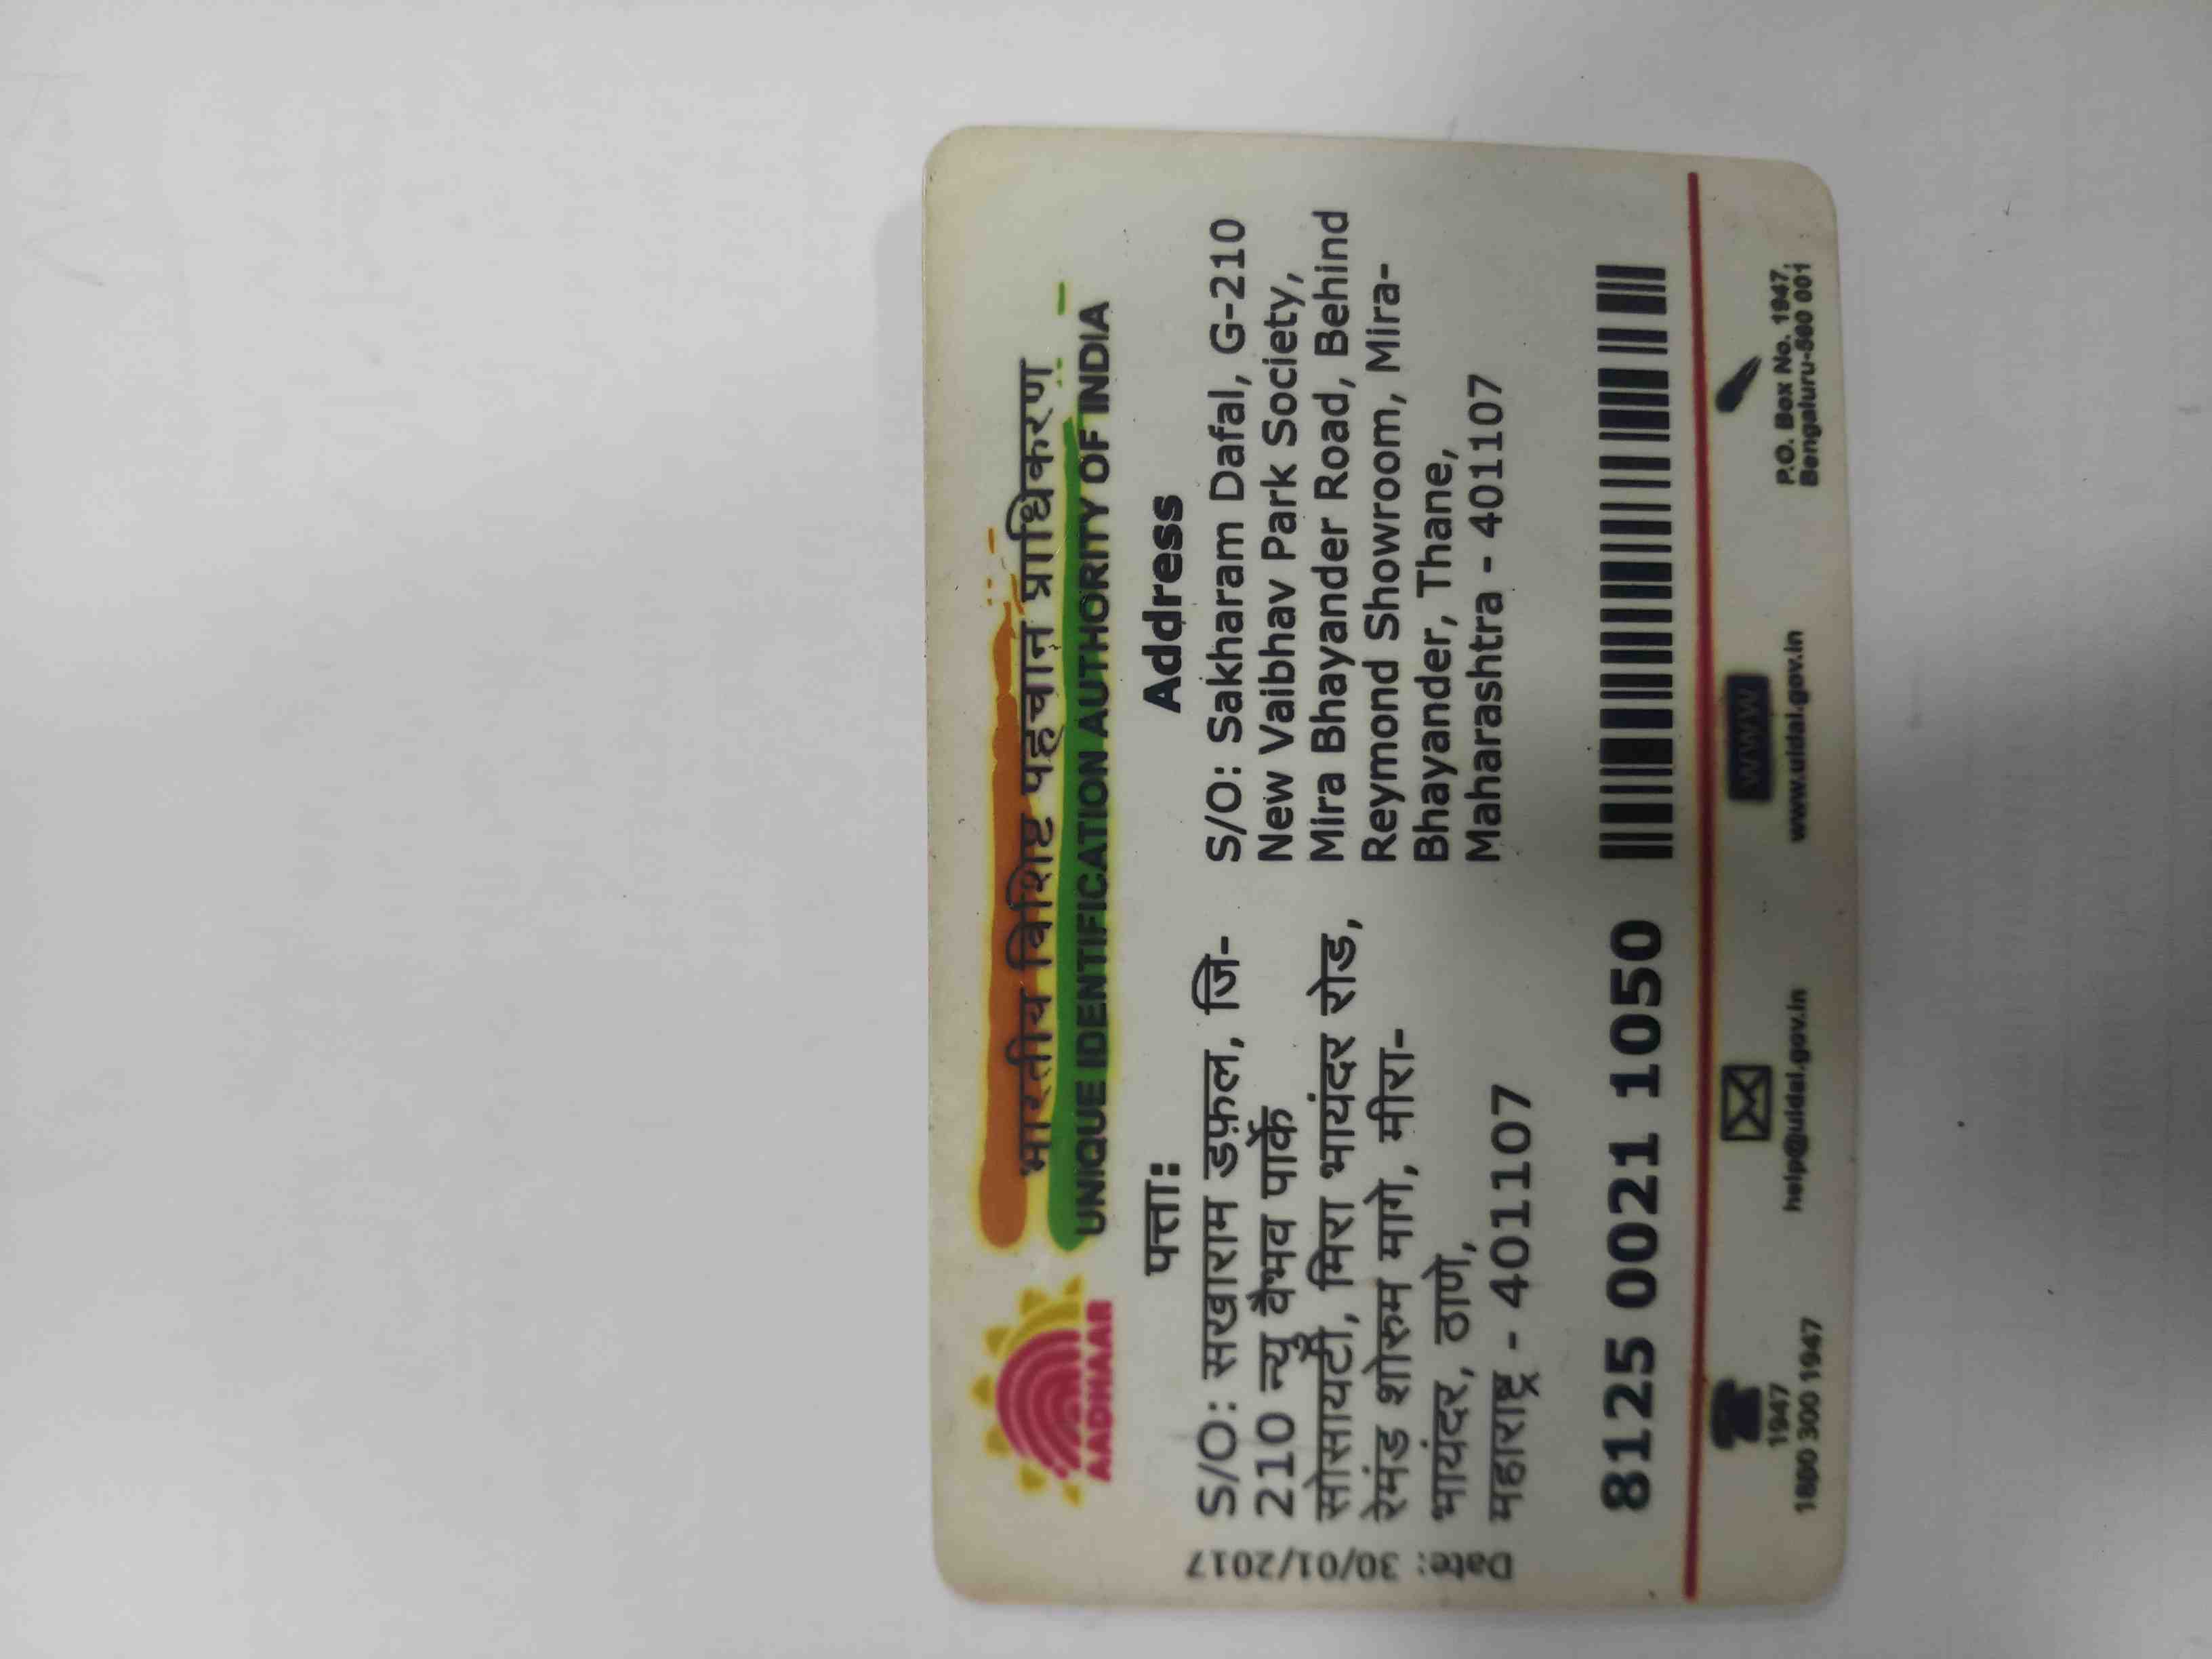 भारतीय विशिष्ट पहचान प्राधिकरण
UNIQUE IDENTIFICATION AUTHORITY OF INDIA
AADHAAR
पत्ता:
S/O: सखाराम डफ़ल, जि-
210 न्यू वैभव पार्क
सोसायटी, मिरा भायंदर रोड,
रेमंड शोरुम मागे, मीरा-
भायंदर, ठाणे,
महाराष्ट्र - 401107
Address
S/O: Sakharam Dafal, G-210
New Vaibhav Park Society,
Mira Bhayander Road, Behind
Reymond Showroom, Mira-
Bhayander, Thane,
Maharashtra - 401107
Date: 30/01/2017
8125 0021 1050
1947
1800 300 1947
help@uidai.gov.in
WWW
www.uidai.gov.in
P.O. Box No. 1947,
Bengaluru-560 001